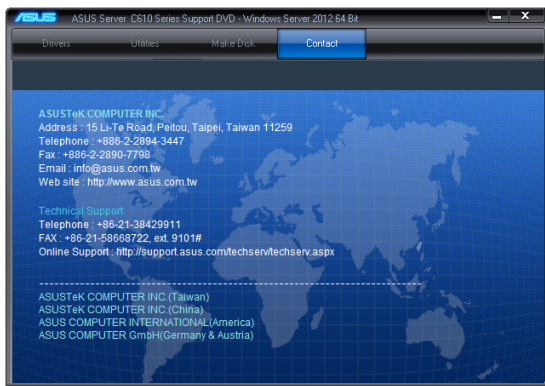 ASUS ASUS Server C610 Series Support DVD - Windows Server 2012 64 Bit
Drivers Utilities Make Disk Contact
ASUSTeK COMPUTER INC.
Address : 15 Li-Te Road, Peitou, Taipei, Taiwan 11259
Telephone : +886-2-2894-3447
Fax : +886-2-2890-7798
Email : info@asus.com.tw
Web site : http://www.asus.com.tw
Technical Support:
Telephone : +86-21-38429911
FAX : +86-21-58668722, ext. 9101#
Online Support : http://support.asus.com/techserv/techserv.aspx
ASUSTeK COMPUTER INC.(Taiwan)
ASUSTeK COMPUTER INC.(China)
ASUS COMPUTER INTERNATIONAL(America)
ASUS COMPUTER GmbH(Germany & Austria)